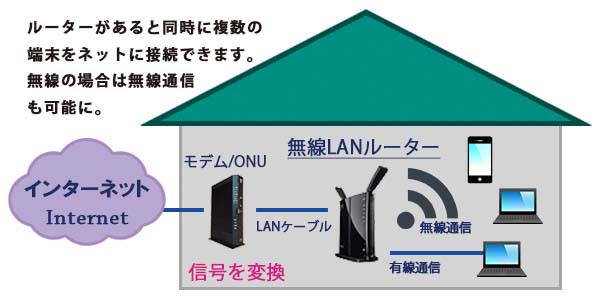 ルーターがあると同時に複数の
端末をネットに接続できます。
無線の場合は無線通信
も可能に。
インターネット
Internet
モデム/ONU
信号を変換
LANケーブル
無線LANルーター
無線通信
有線通信